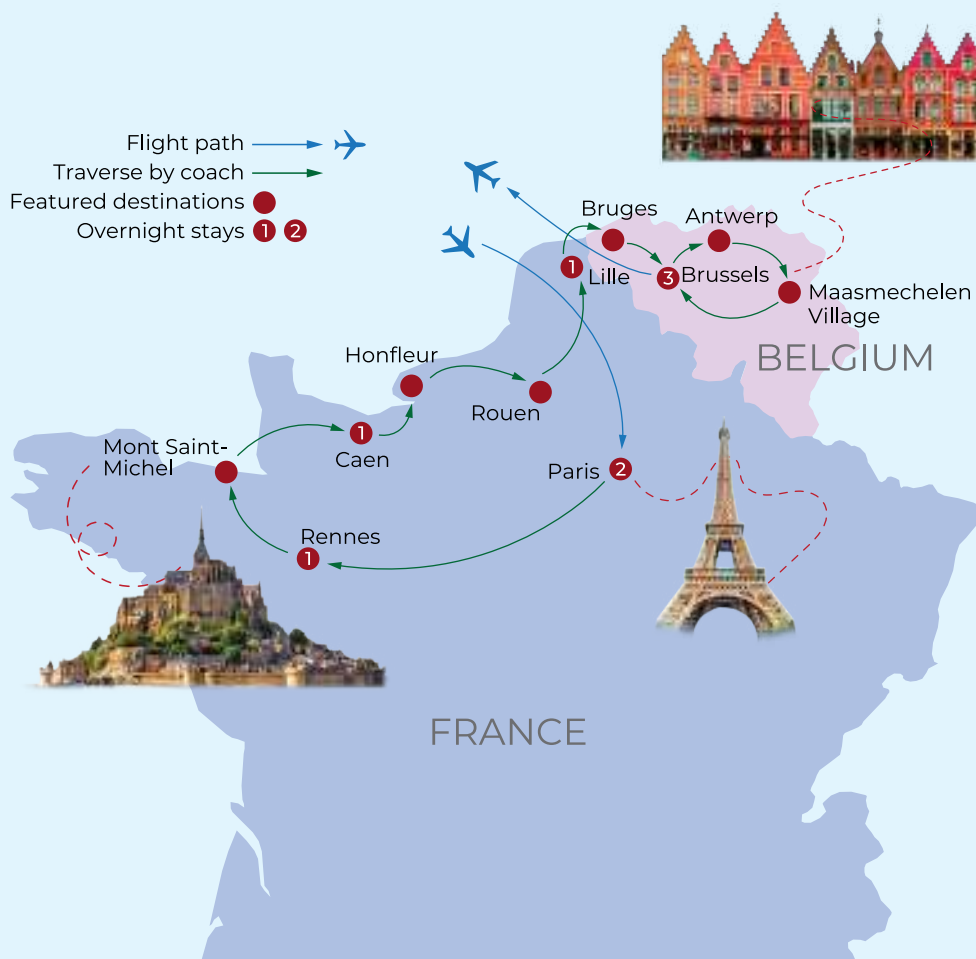 Flight path
Traverse by coach
Featured destinations
Overnight stays 1 2
Bruges
Antwerp
1
Lille
3 Brussels
Maasmechelen
Village
BELGIUM
Honfleur
Rouen
1
Caen
Mont Saint-
Michel
Paris 2
Rennes
1
FRANCE